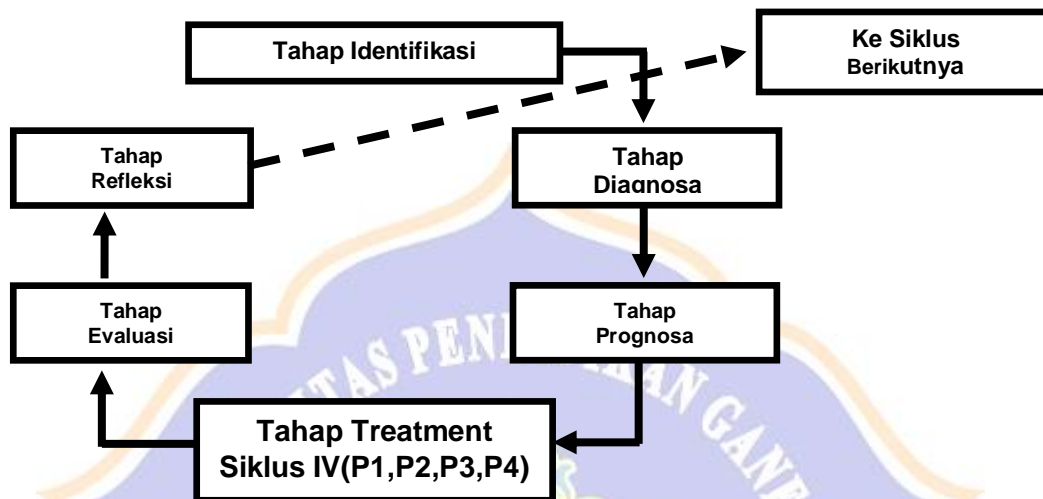 Tahap Identifikasi
Ke Siklus
Berikutnya
Tahap
Refleksi
Tahap
Diagnosa
Tahap
Evaluasi
Tahap
Prognosa
Tahap Treatment
Siklus IV(P1,P2,P3,P4)